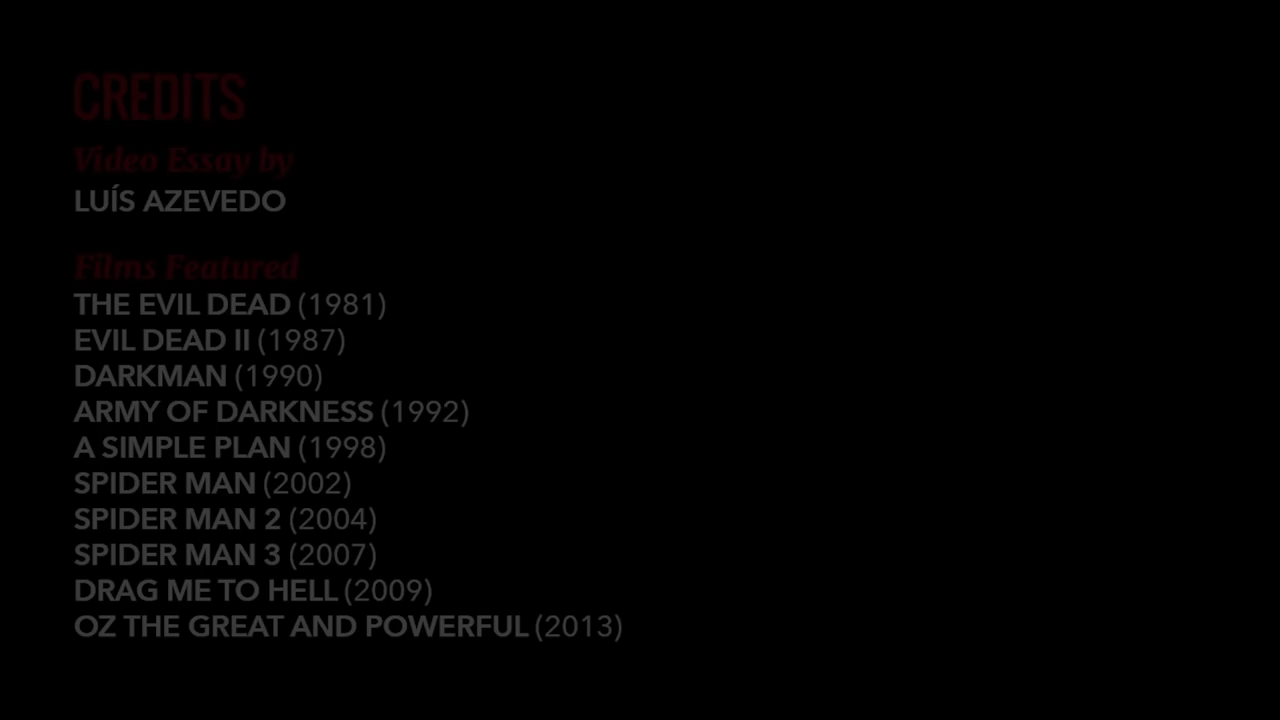 CREDITS
Video Essay by
LUÍS AZEVEDO
Films Featured
THE EVIL DEAD (1981)
EVIL DEAD II (1987)
DARKMAN (1990)
ARMY OF DARKNESS (1992)
A SIMPLE PLAN (1998)
SPIDER MAN (2002)
SPIDER MAN 2 (2004)
SPIDER MAN 3 (2007)
DRAG ME TO HELL (2009)
OZ THE GREAT AND POWERFUL (2013)